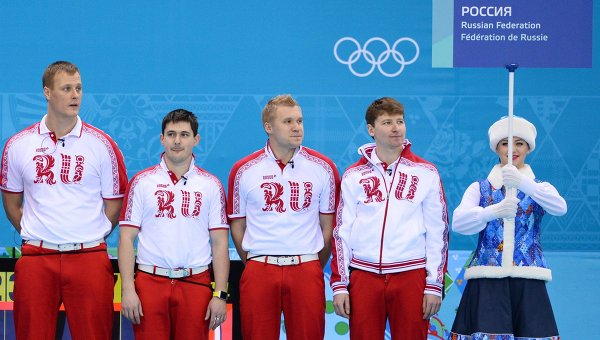 РОССИЯ
Russian Federation
Fédération de Russie
RU
RU
RU
RU